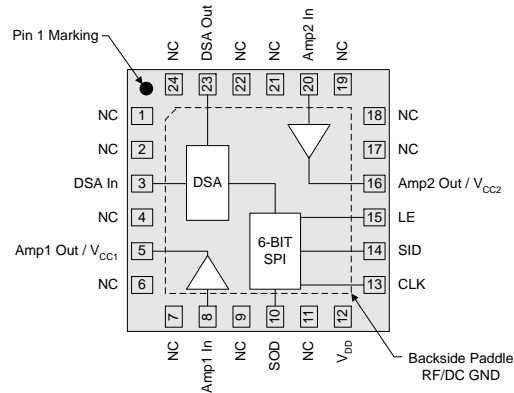 Pin 1 Marking
NC
DSA Out
NC
NC
Amp2 In
NC
24
23
22
21
20
19
NC
1
18
NC
NC
2
17
NC
DSA In
3
DSA
16
Amp2 Out / VCC2
NC
4
15
LE
Amp1 Out / VCC1
5
6-BIT
SPI
14
SID
NC
6
13
CLK
7
8
9
10
11
12
NC
Amp1 In
NC
SOD
NC
VDD
Backside Paddle
RF/DC GND